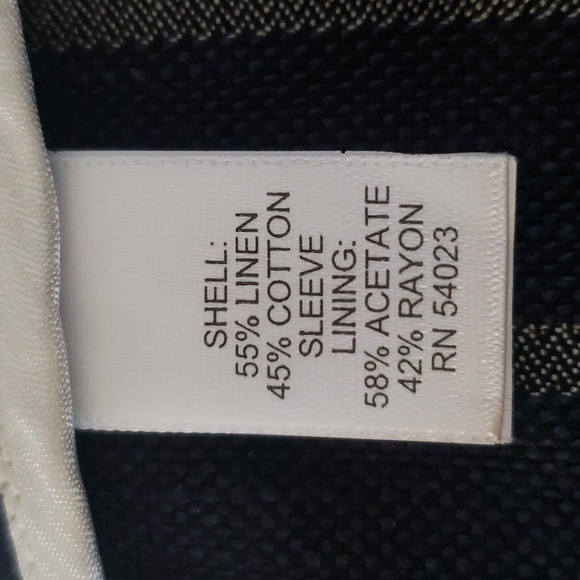 SHELL:
55% LINEN
45% COTTON
SLEEVE
LINING:
58% ACETATE
42% RAYON
RN 54023